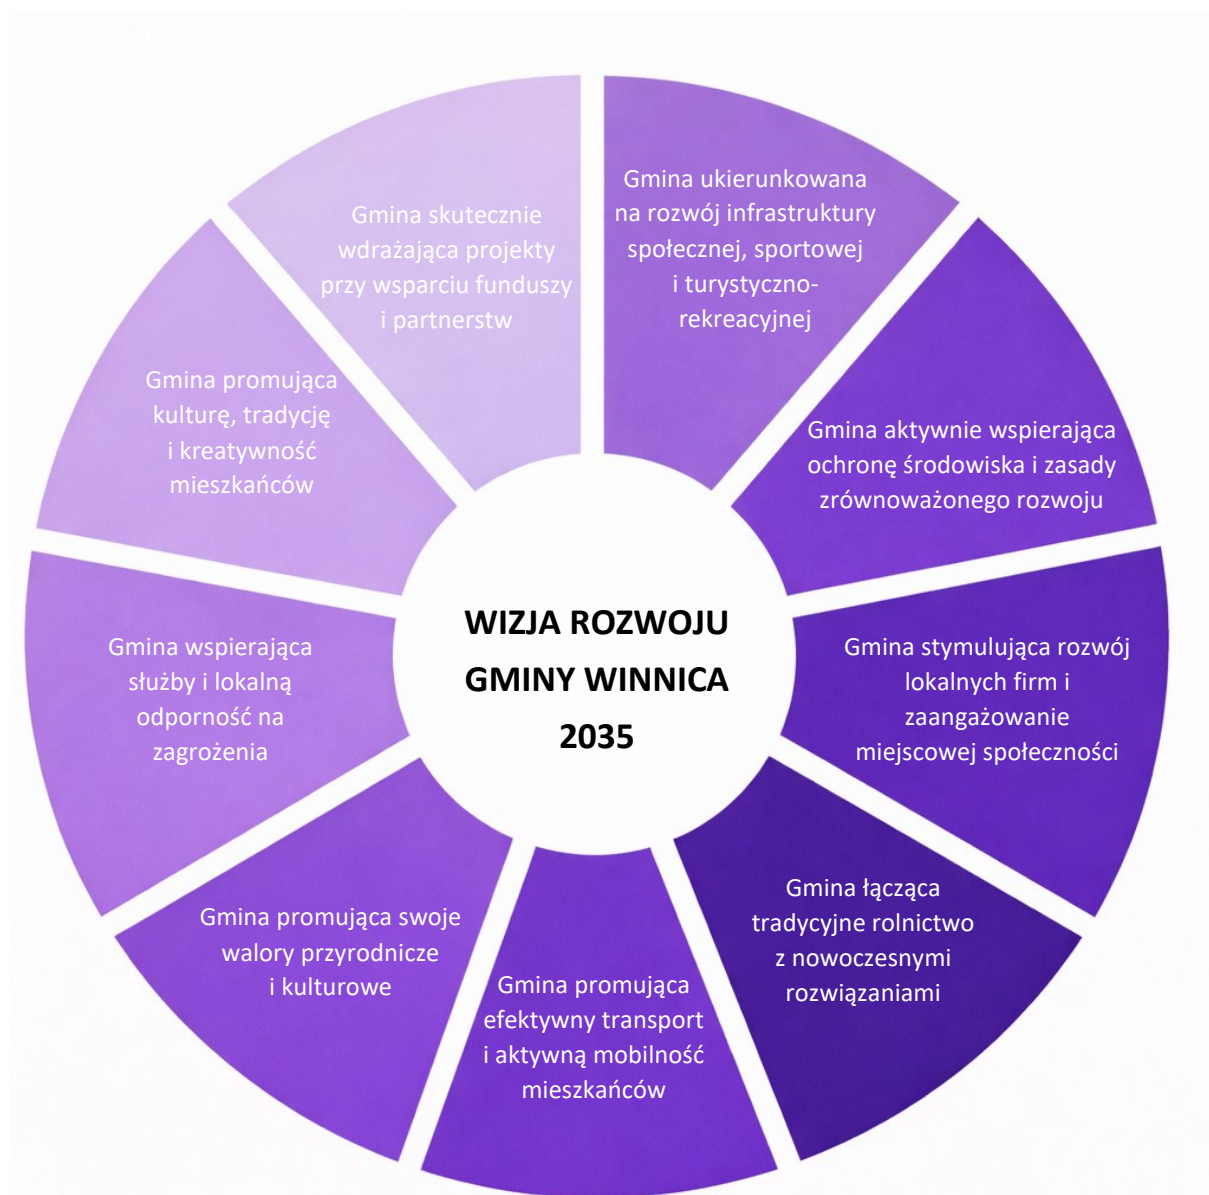 Gmina ukierunkowana
na rozwój infrastruktury
społecznej, sportowej
i turystyczno-
rekreacyjnej
Gmina aktywnie wspierająca
ochronę środowiska i zasady
zrównoważonego rozwoju
Gmina stymulująca rozwój
lokalnych firm i
zaangażowanie
miejscowej społeczności
Gmina łącząca
tradycyjne rolnictwo
z nowoczesnymi
rozwiązaniami
Gmina promująca
efektywny transport
i aktywną mobilność
mieszkańców
Gmina promująca swoje
walory przyrodnicze
i kulturowe
Gmina wspierająca
służby i lokalną
odporność na
zagrożenia
Gmina promująca
kulturę, tradycję
i kreatywność
mieszkańców
Gmina skutecznie
wdrażająca projekty
przy wsparciu funduszy
i partnerstw
WIZJA ROZWOJU
GMINY WINNICA
2035